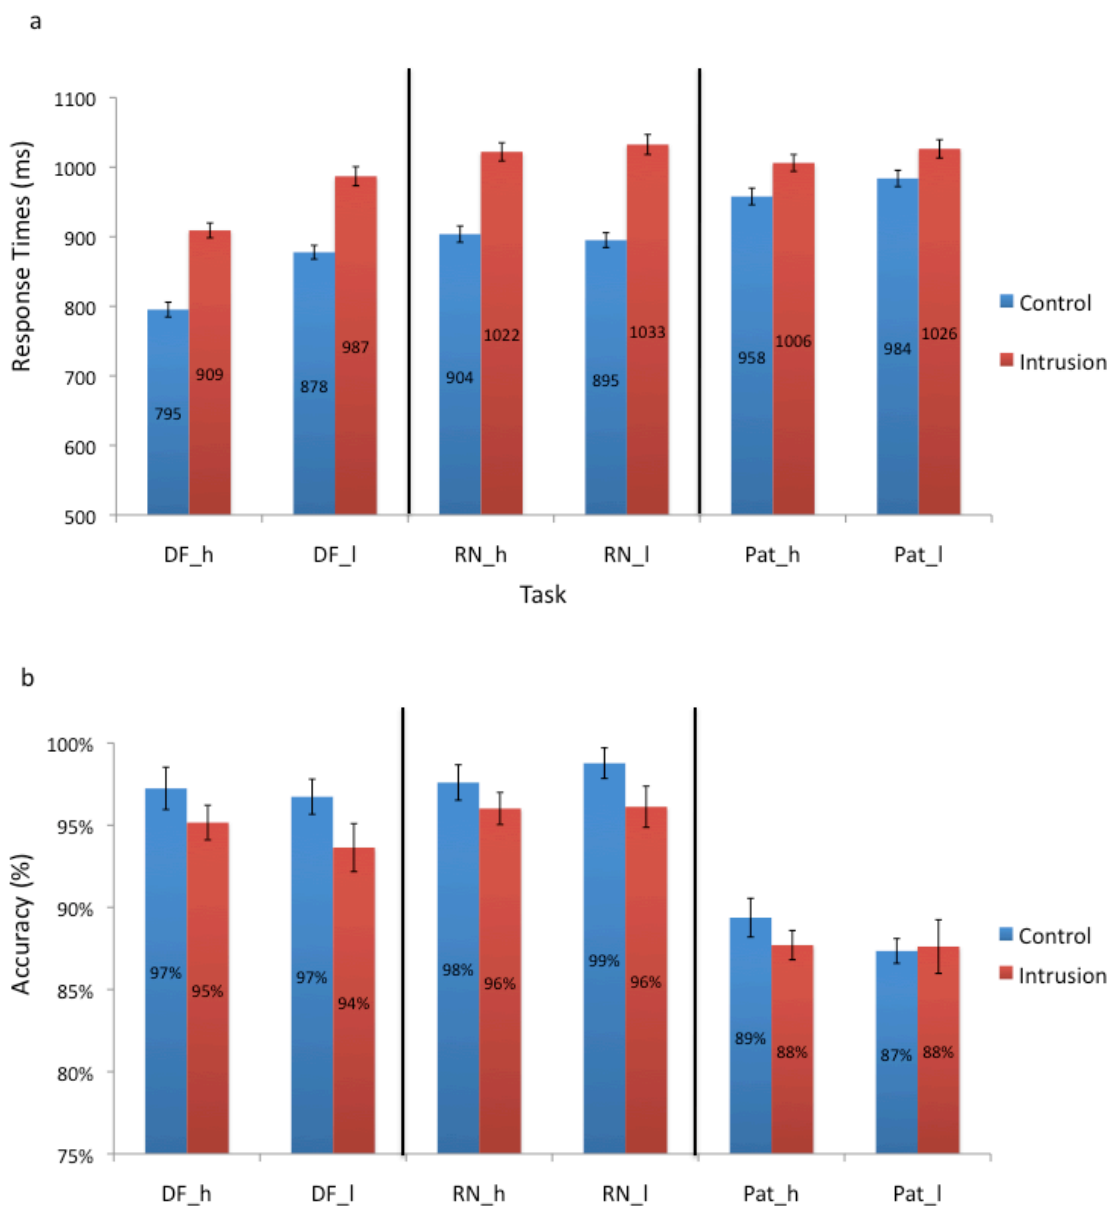 a
Response Times (ms)
1100
1000
900
800
700
600
500
795
909
878
987
904
1022
895
1033
958
1006
984
1026
Control
Intrusion
DF_h
DF_l
RN_h
RN_l
Pat_h
Pat_l
Task
b
Accuracy (%)
100%
95%
90%
85%
80%
75%
97%
95%
97%
94%
98%
96%
99%
96%
89%
88%
87%
88%
Control
Intrusion
DF_h
DF_l
RN_h
RN_l
Pat_h
Pat_l